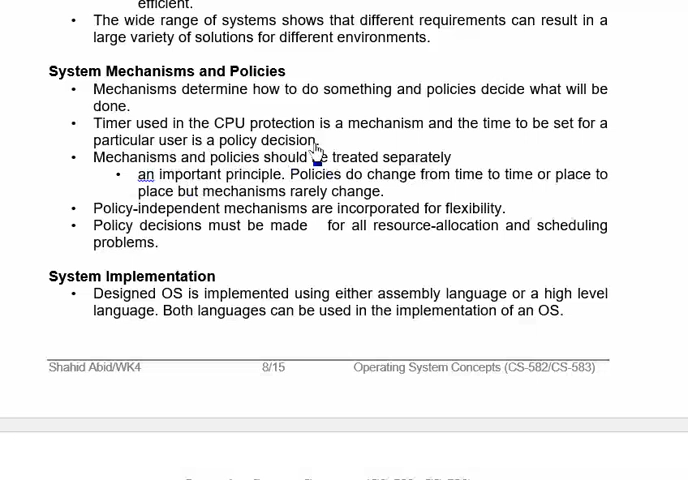 efficient.
• The wide range of systems shows that different requirements can result in a
large variety of solutions for different environments.
System Mechanisms and Policies
• Mechanisms determine how to do something and policies decide what will be
done.
• Timer used in the CPU protection is a mechanism and the time to be set for a
particular user is a policy decision.
• Mechanisms and policies should be treated separately
• an important principle. Policies do change from time to time or place to
place but mechanisms rarely change.
• Policy-independent mechanisms are incorporated for flexibility.
• Policy decisions must be made for all resource-allocation and scheduling
problems.
System Implementation
• Designed OS is implemented using either assembly language or a high level
language. Both languages can be used in the implementation of an OS.
Shahid Abid/WK4 8/15 Operating System Concepts (CS-582/CS-583)